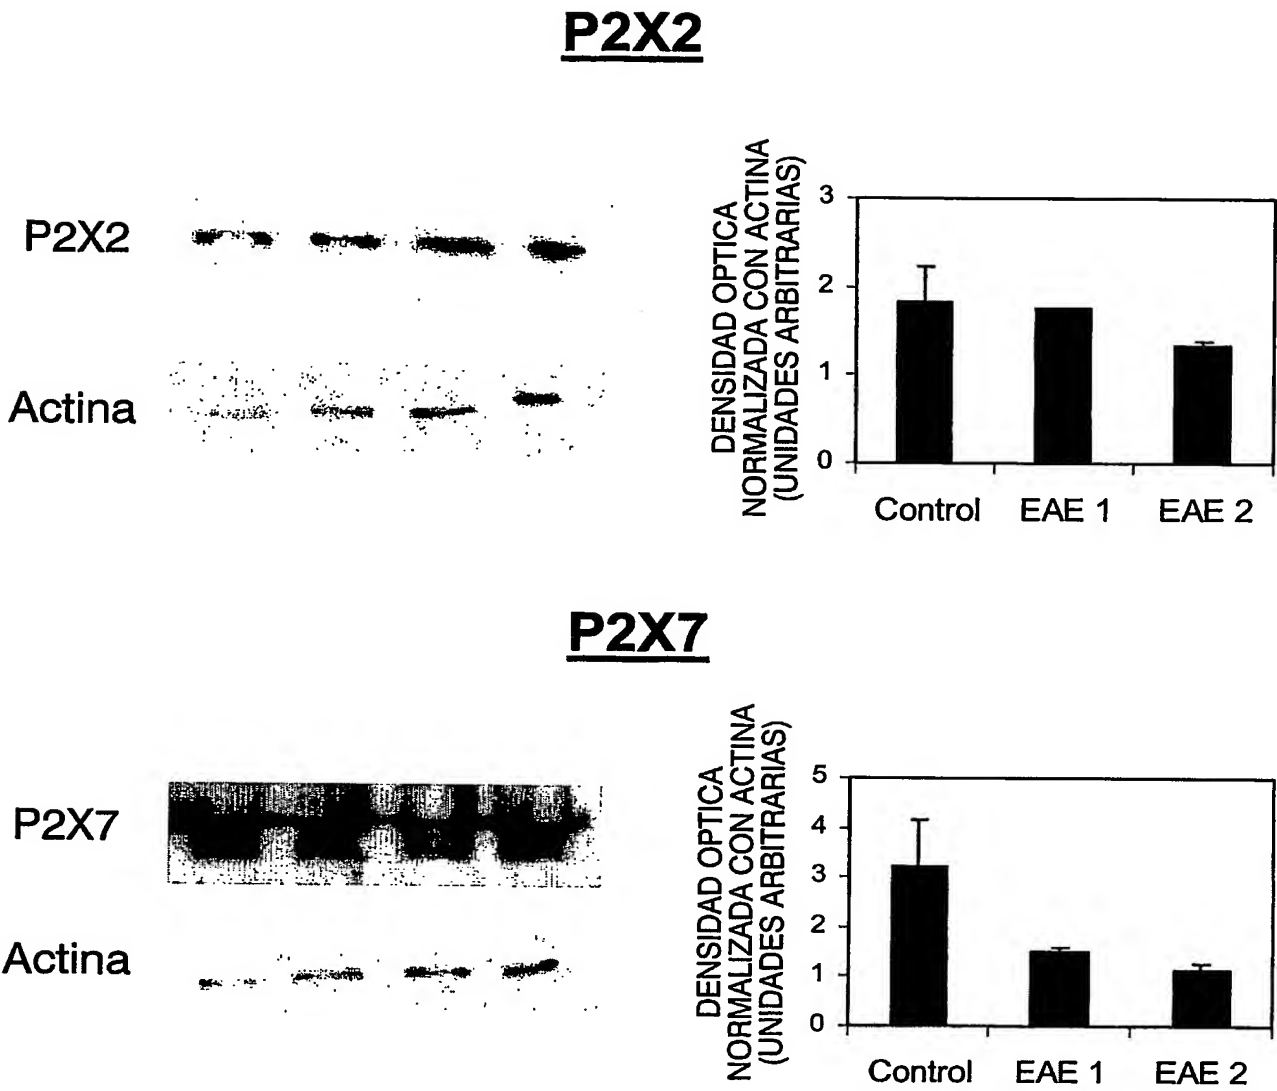 P2X2
P2X2
Actina
DENSIDAD OPTICA
NORMALIZADA CON ACTINA
(UNIDADES ARBITRARIAS)
3
2
1
0
Control EAE 1 EAE 2
P2X7
P2X7
Actina
DENSIDAD OPTICA
NORMALIZADA CON ACTINA
(UNIDADES ARBITRARIAS)
5
4
3
2
1
0
Control EAE 1 EAE 2